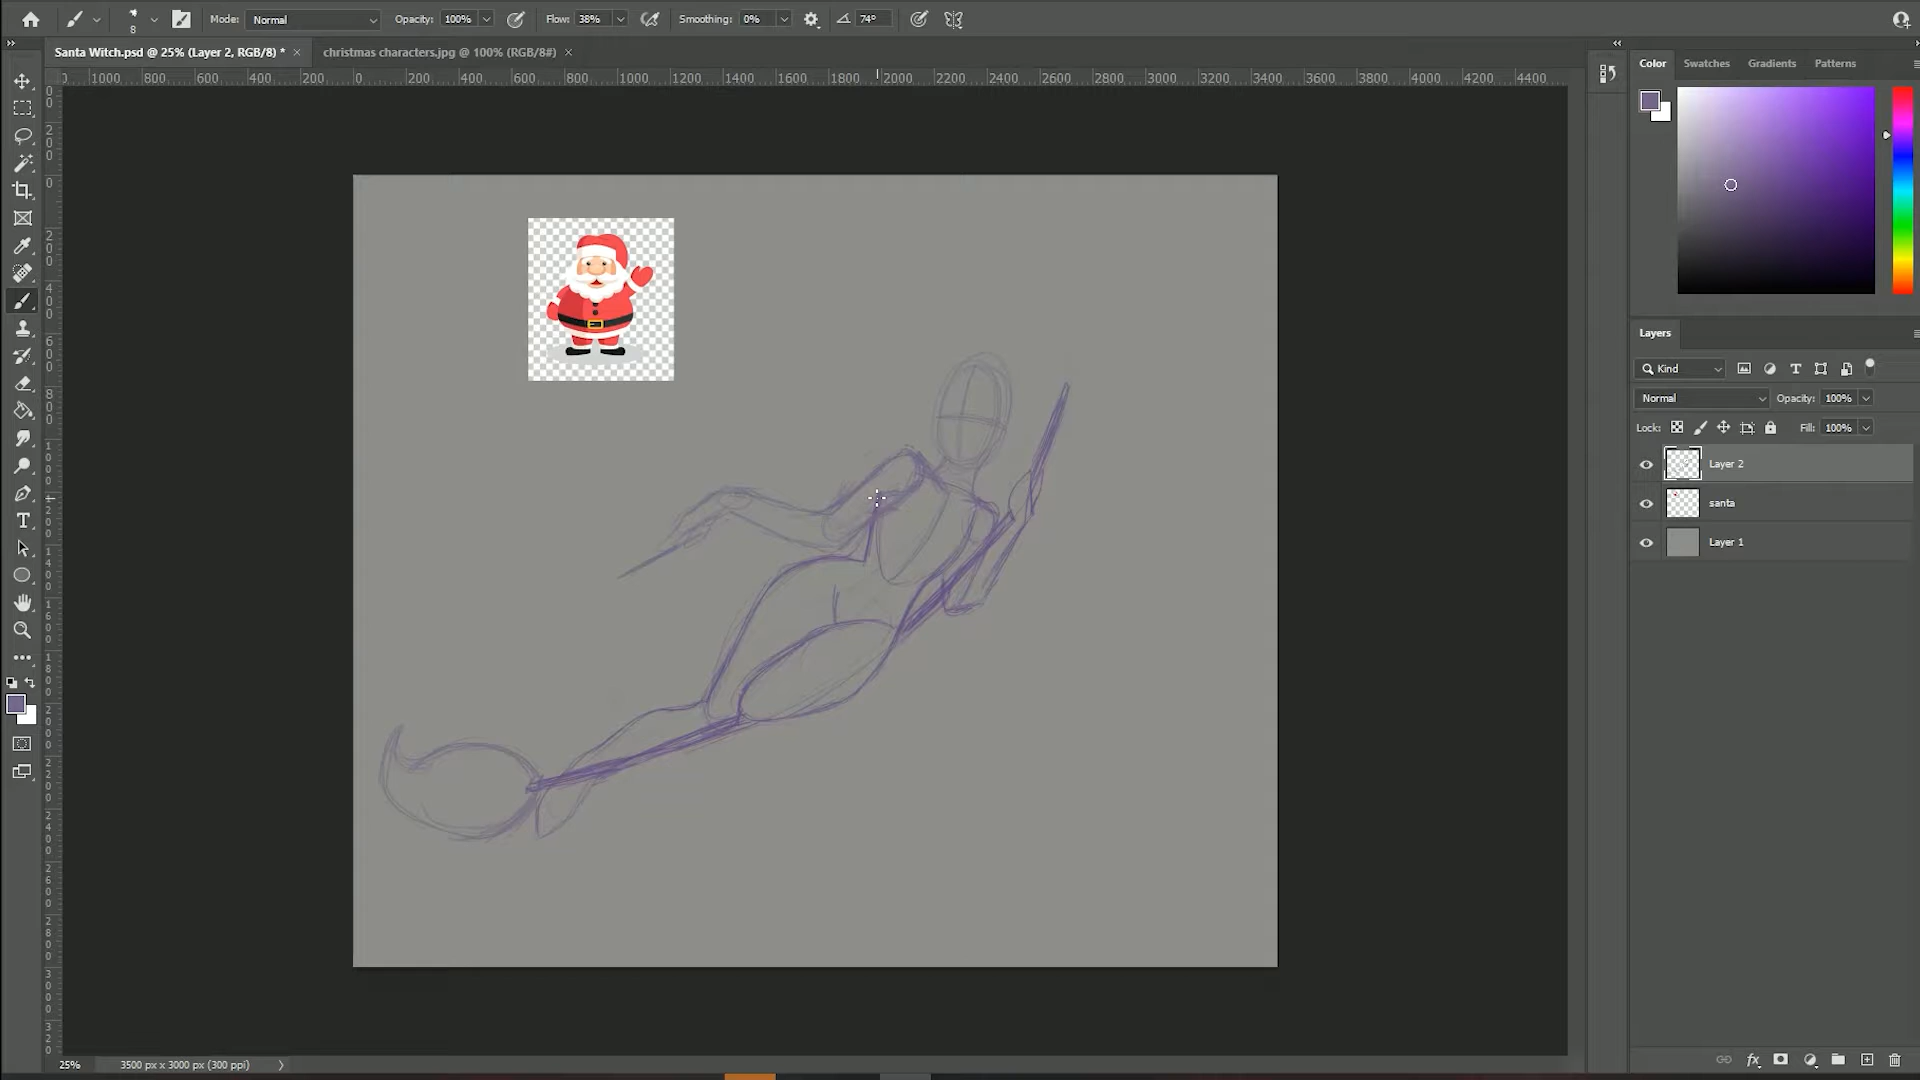 8
Mode: Normal
Opacity: 100%
Flow: 38%
Smoothing: 0%
74°
Santa Witch.psd @ 25% (Layer 2, RGB/8) *
christmas characters.jpg @ 100% (RGB/8#)
1000 800 600 400 200 0 200 400 600 800 1000 1200 1400 1600 1800 2000 2200 2400 2600 2800 3000 3200 3400 3600 3800 4000 4200 4400
Color
Swatches
Gradients
Patterns
Layers
Kind
Normal
Opacity: 100%
Lock:
Fill: 100%
Layer 2
santa
Layer 1
25%
3500 px x 3000 px (300 ppi)